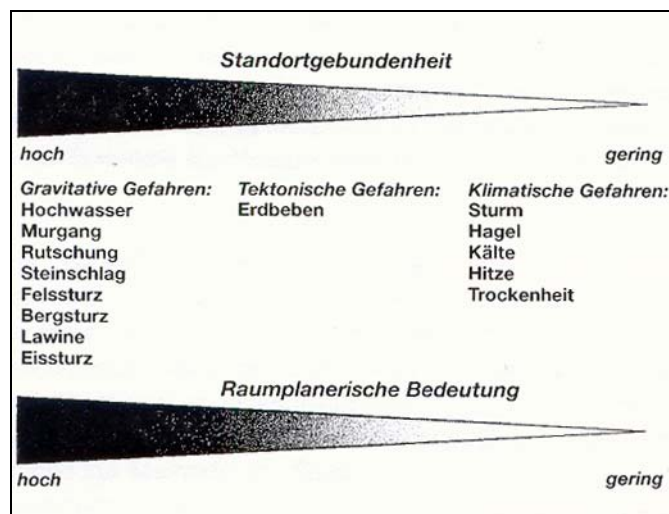 Standortgebundenheit
hoch gering
Gravitative Gefahren: Tektonische Gefahren: Klimatische Gefahren:
Hochwasser Erdbeben Sturm
Murgang Hagel
Rutschung Kälte
Steinschlag Hitze
Felssturz Trockenheit
Bergsturz
Lawine
Eissturz
Raumplanerische Bedeutung
hoch gering